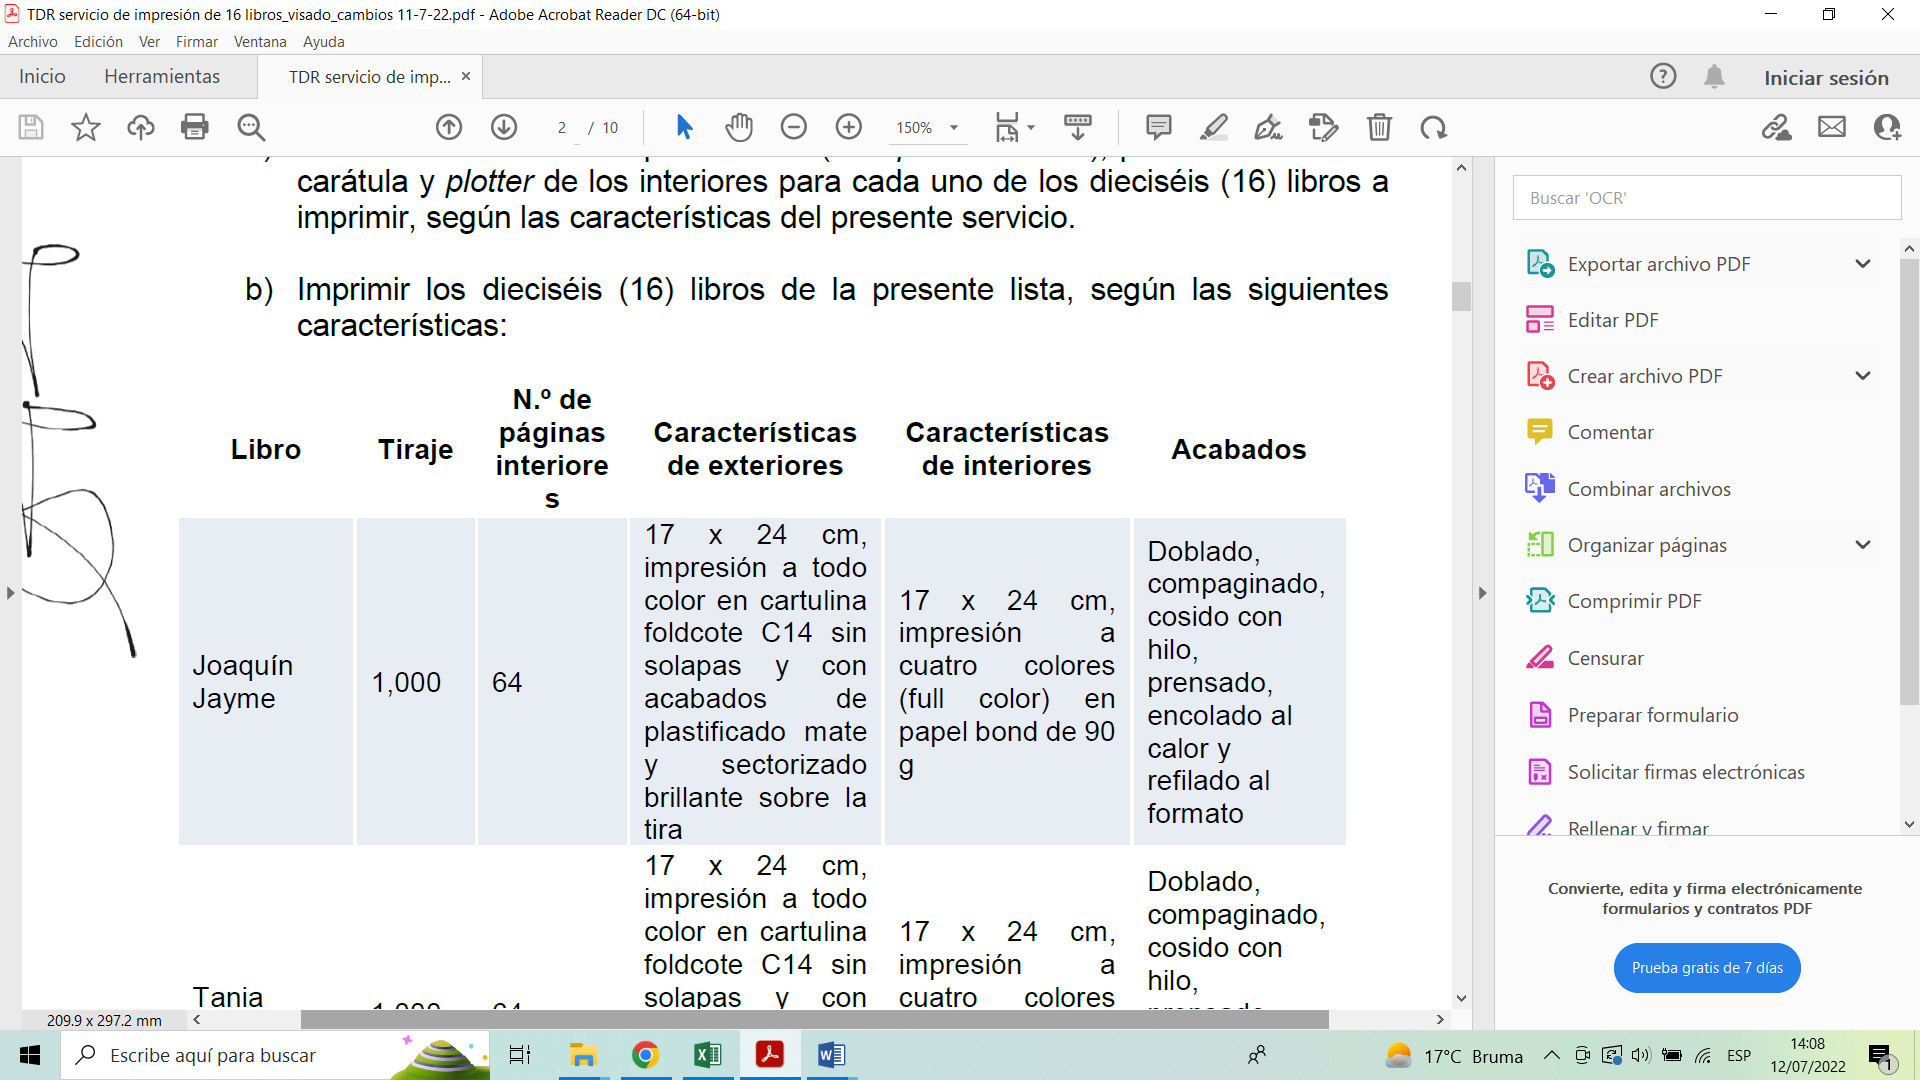 TDR servicio de impresión de 16 libros_visado_cambios 11-7-22.pdf - Adobe Acrobat Reader DC (64-bit)
Archivo Edición Ver Firmar Ventana Ayuda
Inicio Herramientas TDR servicio de imp... × Iniciar sesión
2 / 10 150%
carátula y plotter de los interiores para cada uno de los dieciséis (16) libros a
imprimir, según las características del presente servicio.
b) Imprimir los dieciséis (16) libros de la presente lista, según las siguientes
características:
Libro
Tiraje
N.º de
páginas
interiore
s
Características
de exteriores
Características
de interiores
Acabados
Joaquín
Jayme
1,000
64
17 x 24 cm,
impresión a todo
color en cartulina
foldcote C14 sin
solapas y con
acabados de
plastificado mate
y sectorizado
brillante sobre la
tira
17 x 24 cm,
impresión a
cuatro colores
(full color) en
papel bond de 90
g
Doblado,
compaginado,
cosido con
hilo,
prensado,
encolado al
calor y
refilado al
formato
Tania
17 x 24 cm,
impresión a todo
color en cartulina
foldcote C14 sin
solapas y con
17 x 24 cm,
impresión a
cuatro colores
Doblado,
compaginado,
cosido con
hilo,
209.9 x 297.2 mm
Buscar 'OCR'
Exportar archivo PDF
Editar PDF
Crear archivo PDF
Comentar
Combinar archivos
Organizar páginas
Comprimir PDF
Censurar
Preparar formulario
Solicitar firmas electrónicas
Rellenar y firmar
Convierte, edita y firma electrónicamente
formularios y contratos PDF
Prueba gratis de 7 días
Escribe aquí para buscar
17°C Bruma
ESP
14:08
12/07/2022
1